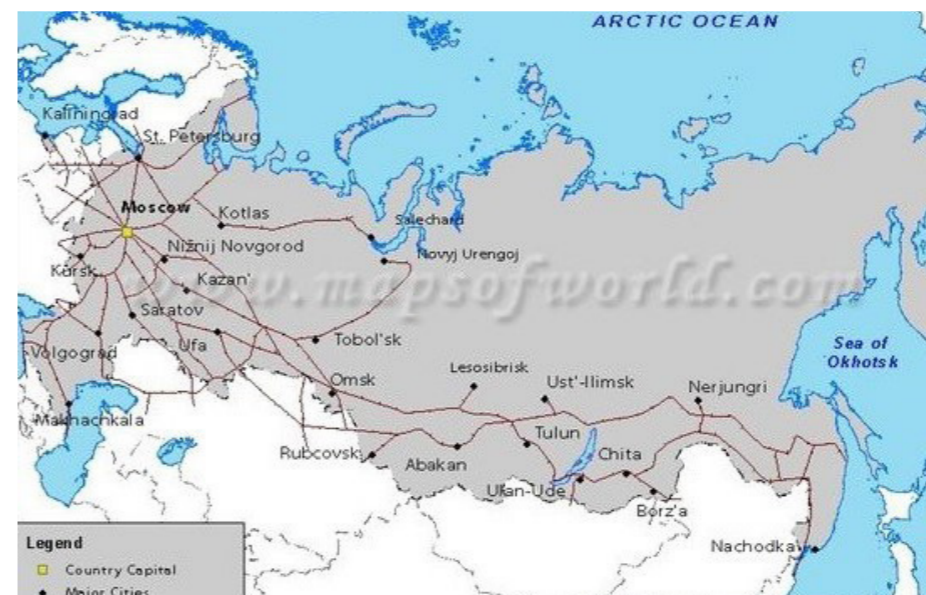 ARCTIC OCEAN
Kaliningrad
St. Petersburg
Moscow
Kotlas
Salechard
Nižnij Novgorod
Novyj Urengoj
Kursk
Kazan'
www.mapsofworld.com
Saratov
Ufa
Tobol'sk
Sea of
Okhotsk
Volgograd
Lesosibrisk
Omsk
Ust'-Ilimsk
Nerjungri
Makhachkala
Tulun
Rubcovsk
Abakan
Chita
Ulan-Ude
Borz'a
Nachodka
Legend
Country Capital
Major Cities